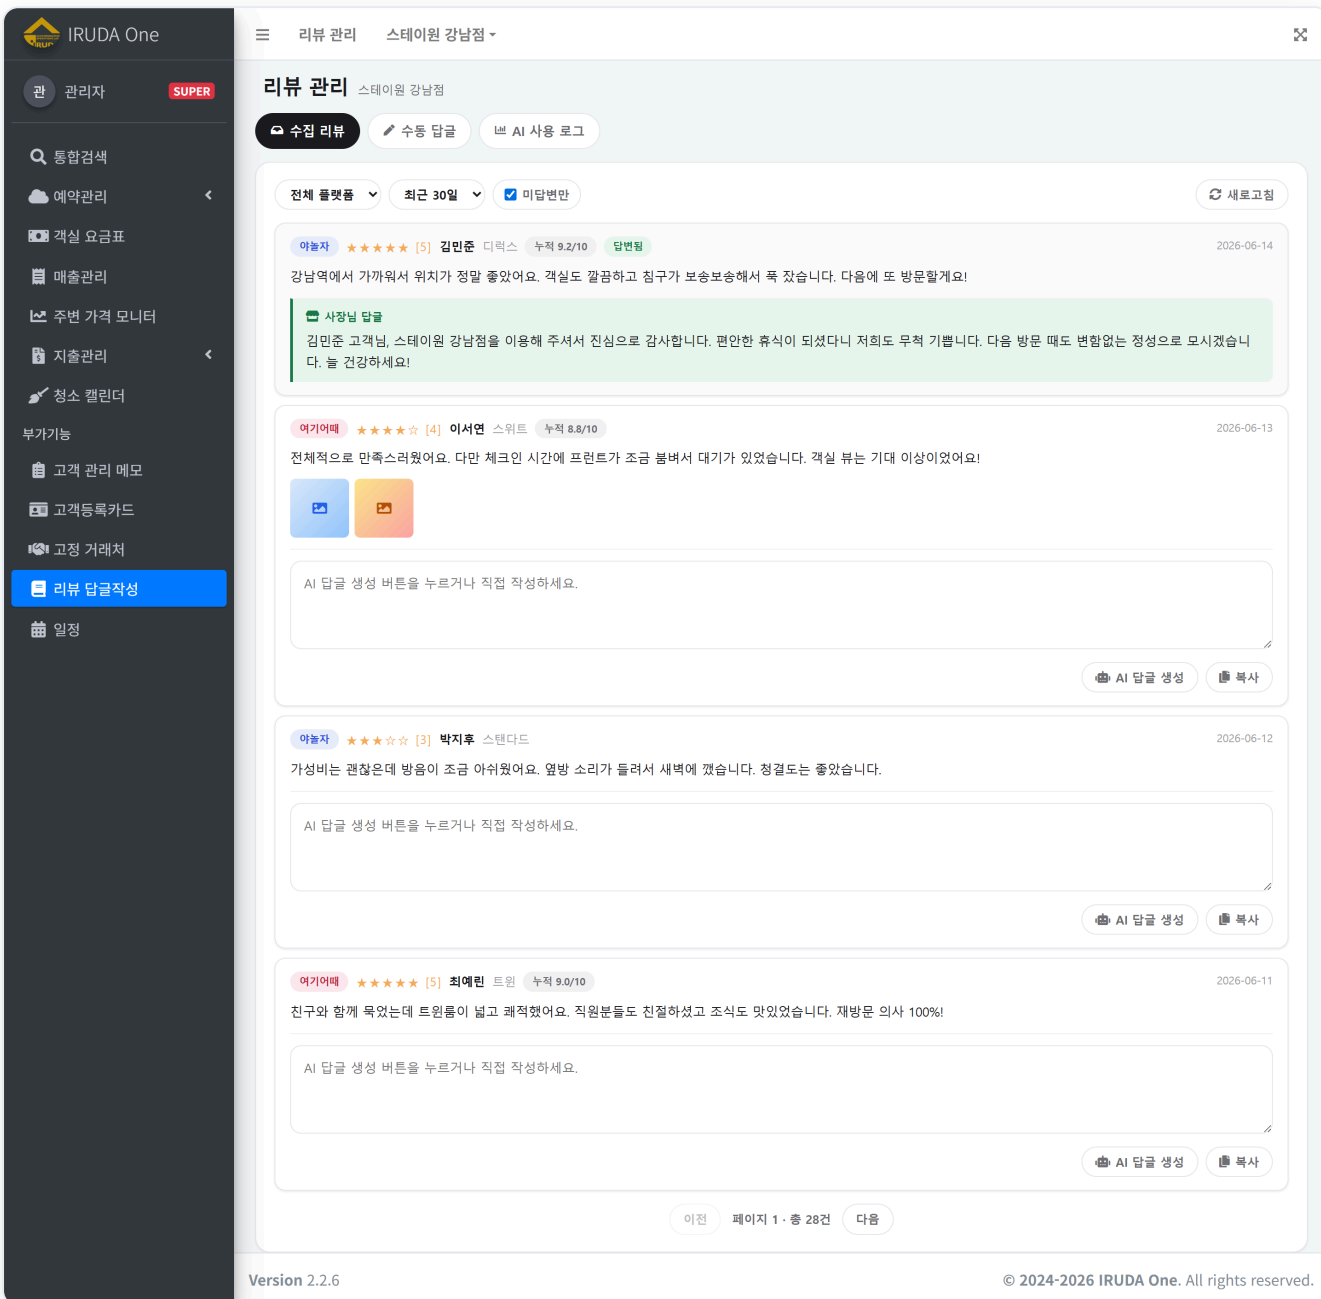 IRUDA One
리뷰 관리
스테이원 강남점
관
관리자
SUPER
통합검색
예약관리
객실 요금표
매출관리
주변 가격 모니터
지출관리
청소 캘린더
부가기능
고객 관리 메모
고객등록카드
고정 거래처
리뷰 답글작성
일정
리뷰 관리 스테이원 강남점
수집 리뷰
수동 답글
AI 사용 로그
전체 플랫폼
최근 30일
미답변만
새로고침
야놀자 ★★★★★ [5] 김민준 디럭스 누적 9.2/10 답변됨 2026-06-14
강남역에서 가까워서 위치가 정말 좋았어요. 객실도 깔끔하고 침구가 보송보송해서 푹 잤습니다. 다음에 또 방문할게요!
사장님 답글
김민준 고객님, 스테이원 강남점을 이용해 주셔서 진심으로 감사합니다. 편안한 휴식이 되셨다니 저희도 무척 기쁩니다. 다음 방문 때도 변함없는 정성으로 모시겠습니
다. 늘 건강하세요!
여기어때 ★★★★☆ [4] 이서연 스위트 누적 8.8/10 2026-06-13
전체적으로 만족스러웠어요. 다만 체크인 시간에 프런트가 조금 붐벼서 대기가 있었습니다. 객실 뷰는 기대 이상이었어요!
AI 답글 생성 버튼을 누르거나 직접 작성하세요.
AI 답글 생성
복사
야놀자 ★★★☆☆ [3] 박지후 스탠다드 2026-06-12
가성비는 괜찮은데 방음이 조금 아쉬웠어요. 옆방 소리가 들려서 새벽에 깼습니다. 청결도는 좋았습니다.
AI 답글 생성 버튼을 누르거나 직접 작성하세요.
AI 답글 생성
복사
여기어때 ★★★★★ [5] 최예린 트윈 누적 9.0/10 2026-06-11
친구와 함께 묵었는데 트윈룸이 넓고 쾌적했어요. 직원분들도 친절하셨고 조식도 맛있었습니다. 재방문 의사 100%!
AI 답글 생성 버튼을 누르거나 직접 작성하세요.
AI 답글 생성
복사
이전
페이지 1 · 총 28건
다음
Version 2.2.6
© 2024-2026 IRUDA One. All rights reserved.